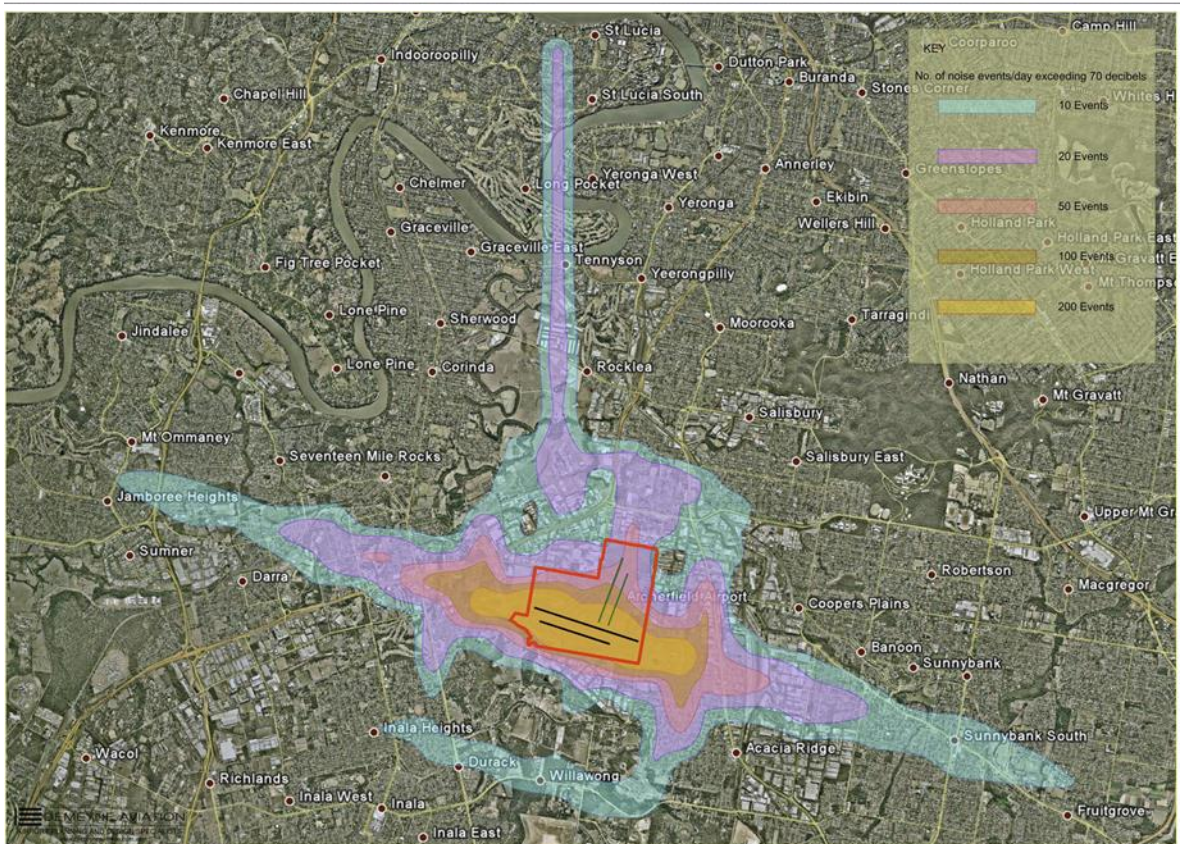 St Lucia
Camp Hill
KEY
Coorparoo
Indooroopilly
Dutton Park
No. of noise events/day exceeding 70 decibels
Buranda
Stones Corner
Chapel Hill
St Lucia South
10 Events
Whites H
Kenmore
Kenmore East
20 Events
Annerley
Greenslopes
Yeronga West
Chelmer
Long Pocket
Ekibin
Yeronga
50 Events
Wellers Hill
Holland Park
Graceville
Holland Park East
Graceville East
100 Events
Gravatt E
Fig Tree Pocket
Tennyson
Yeerongpilly
Holland Park West
Mt Thomps
200 Events
Lone Pine
Sherwood
Moorooka
Tarragindi
Jindalee
Lone Pine
Corinda
Rocklea
Nathan
Mt Gravatt
Salisbury
Mt Ommaney
Seventeen Mile Rocks
Salisbury East
Jamboree Heights
Upper Mt Gra
Sumner
Darra
Robertson
Macgregor
Archerfield Airport
Coopers Plains
Banoon
Sunnybank
Inala Heights
Sunnybank South
Wacol
Durack
Acacia Ridge
Richlands
Willawong
Inala West
Inala
Fruitgrove
DEMEYNE AVIATION
Inala East